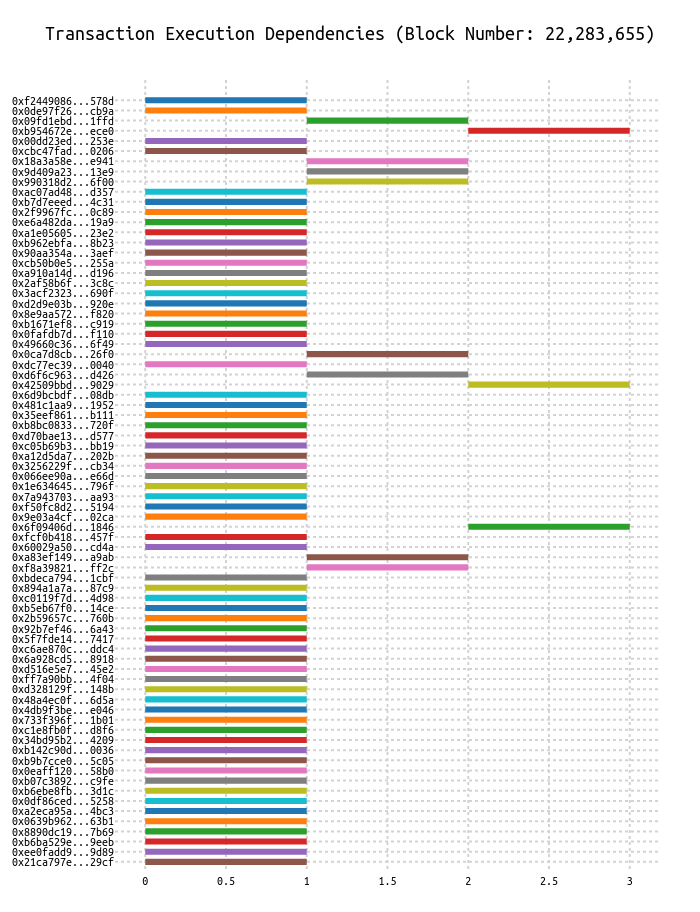 Transaction Execution Dependencies (Block Number: 22,283,655)
0xf2449086...578d
0x0de97f26...cb9a
0x09fd1ebd...1ffd
0xb954672e...ece0
0x00dd23ed...253e
0xcbc47fad...0206
0x18a3a58e...e941
0x9d409a23...13e9
0x990318d2...6f00
0xac07ad48...d357
0xb7d7eeed...4c31
0x2f9967fc...0c89
0xe6a482da...19a9
0xa1e05605...23e2
0xb962ebfa...8b23
0x90aa354a...3aef
0xcb50b0e5...255a
0xa910a14d...d196
0x2af58b6f...3c8c
0x3acf2323...690f
0xd2d9e03b...920e
0x8e9aa572...f820
0xb1671ef8...c919
0x0fafdb7d...f110
0x49660c36...6f49
0x0ca7d8cb...26f0
0xdc77ec39...0040
0xd6f6c963...d426
0x42509bbd...9029
0x6d9bcbdf...08db
0x481c1aa9...1952
0x35eef861...b111
0xb8bc0833...720f
0xd70bae13...d577
0xc05b69b3...bb19
0xa12d5da7...202b
0x3256229f...cb34
0x066ee90a...e66d
0x1e634645...796f
0x7a943703...aa93
0xf50fc8d2...5194
0x9e03a4cf...02ca
0x6f09406d...1846
0xfcf0b418...457f
0x60029a50...cd4a
0xa83ef149...a9ab
0xf8a39821...ff2c
0xbdeca794...1cbf
0x894a1a7a...87c9
0xc0119f7d...4d98
0xb5eb67f0...14ce
0x2b59657c...760b
0x92b7ef46...6a43
0x5f7fde14...7417
0xc6ae870c...ddc4
0x6a928cd5...8918
0xd516e5e7...45e2
0xff7a90bb...4f04
0xd328129f...148b
0x48a4ec0f...6d5a
0x4db9f3be...e046
0x733f396f...1b01
0xc1e8fb0f...d8f6
0x34bd95b2...4209
0xb142c90d...0036
0xb9b7cce0...5c05
0x0eaff120...58b0
0xb07c3892...c9fe
0xb6ebe8fb...3d1c
0x0df86ced...5258
0xa2eca95a...4bc3
0x0639b962...63b1
0x8890dc19...7b69
0xb6ba529e...9eeb
0xee0fadd9...9d89
0x21ca797e...29cf
0 0.5 1 1.5 2 2.5 3